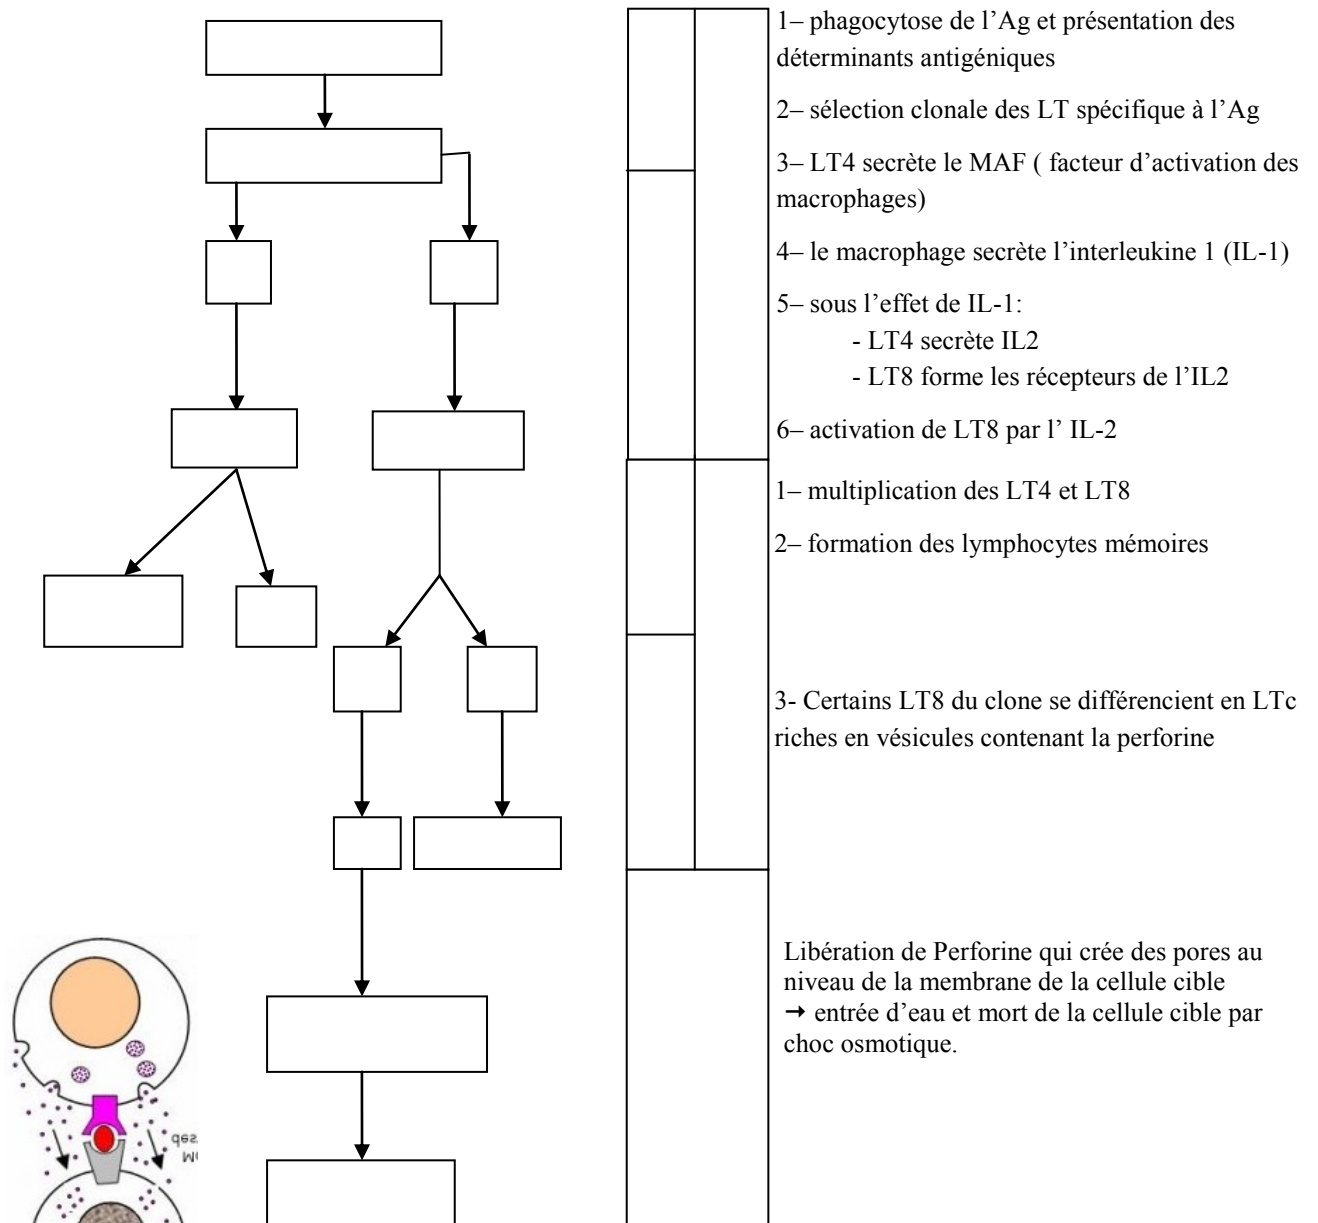 1– phagocytose de l’Ag et présentation des
déterminants antigéniques
2– sélection clonale des LT spécifique à l’Ag
3– LT4 secrète le MAF ( facteur d’activation des
macrophages)
4– le macrophage secrète l’interleukine 1 (IL-1)
5– sous l’effet de IL-1:
- LT4 secrète IL2
- LT8 forme les récepteurs de l’IL2
6– activation de LT8 par l’ IL-2
1– multiplication des LT4 et LT8
2– formation des lymphocytes mémoires
3- Certains LT8 du clone se différencient en LTc
riches en vésicules contenant la perforine
Libération de Perforine qui crée des pores au
niveau de la membrane de la cellule cible
→ entrée d’eau et mort de la cellule cible par
choc osmotique.
des